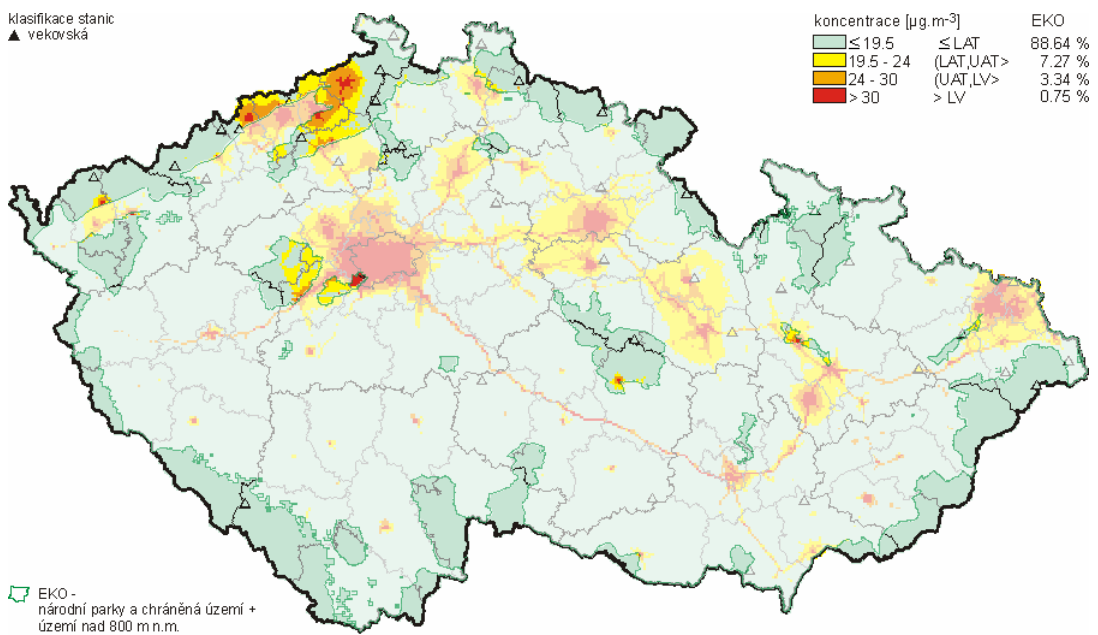 klasifikace stanic
▲ vekovská
koncentrace [µg.m⁻³] EKO
≤19.5 ≤LAT 88.64 %
19.5 - 24 (LAT,UAT> 7.27 %
24 - 30 (UAT,LV> 3.34 %
> 30 > LV 0.75 %
EKO -
národní parky a chráněná území +
území nad 800 m n.m.